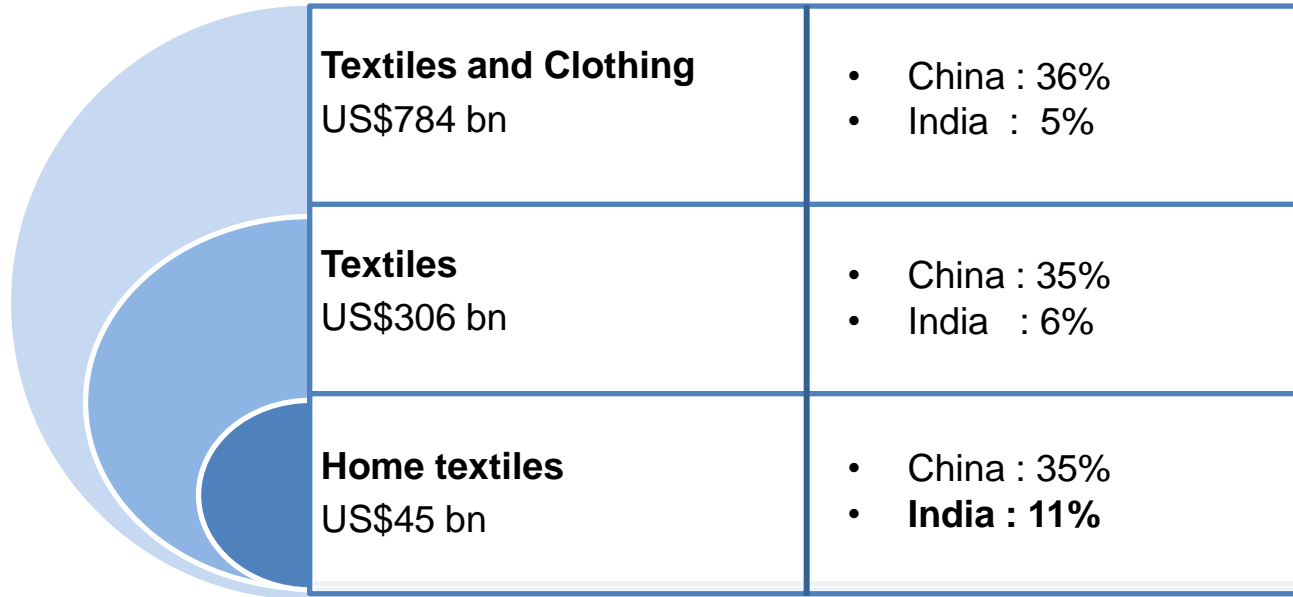 Textiles and Clothing
US$784 bn
• China : 36%
• India : 5%
Textiles
US$306 bn
• China : 35%
• India : 6%
Home textiles
US$45 bn
• China : 35%
• India : 11%